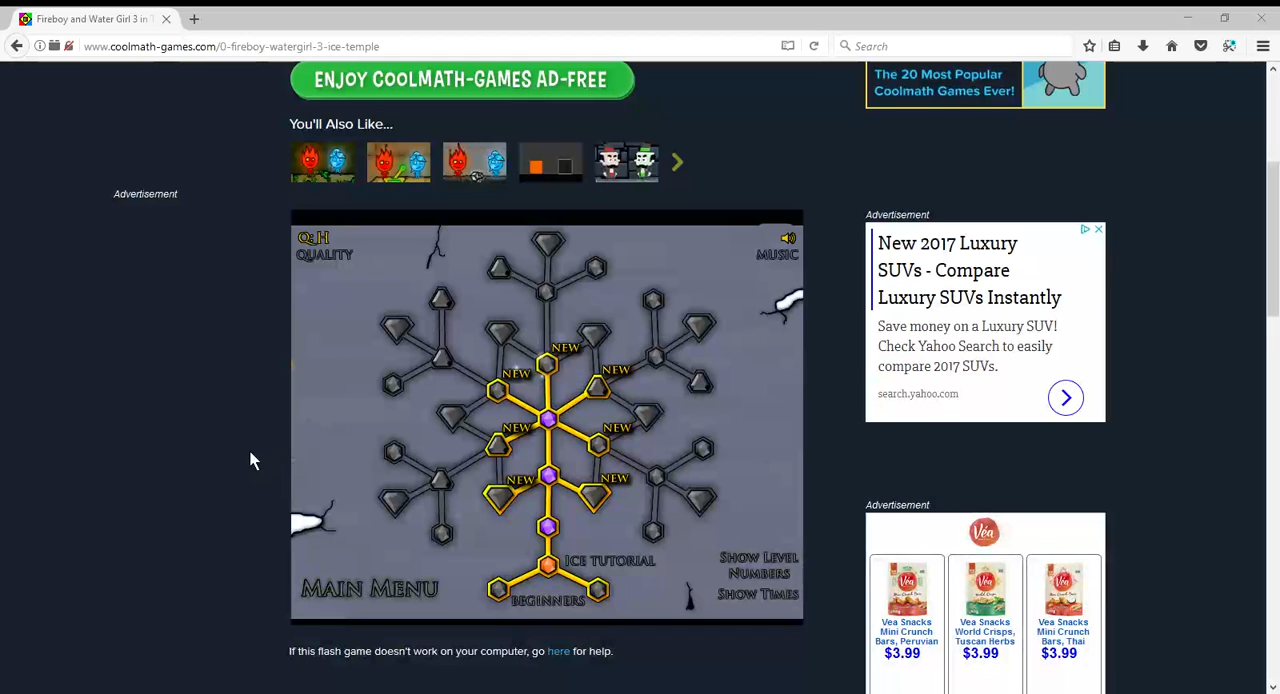 Fireboy and Water Girl 3 in T
www.coolmath-games.com/0-fireboy-watergirl-3-ice-temple
Search
ENJOY COOLMATH-GAMES AD-FREE
The 20 Most Popular
Coolmath Games Ever!
You'll Also Like...
Advertisement
Q:H
QUALITY
MUSIC
NEW
NEW
NEW
NEW
NEW
NEW
NEW
ICE TUTORIAL
BEGINNERS
MAIN MENU
SHOW LEVEL
NUMBERS
SHOW TIMES
If this flash game doesn't work on your computer, go here for help.
Advertisement
New 2017 Luxury
SUVs - Compare
Luxury SUVs Instantly
Save money on a Luxury SUV!
Check Yahoo Search to easily
compare 2017 SUVs.
search.yahoo.com
Advertisement
Véa
Vea Snacks
Mini Crunch
Bars, Peruvian
$3.99
Vea Snacks
World Crisps,
Tuscan Herbs
$3.99
Vea Snacks
Mini Crunch
Bars, Thai
$3.99